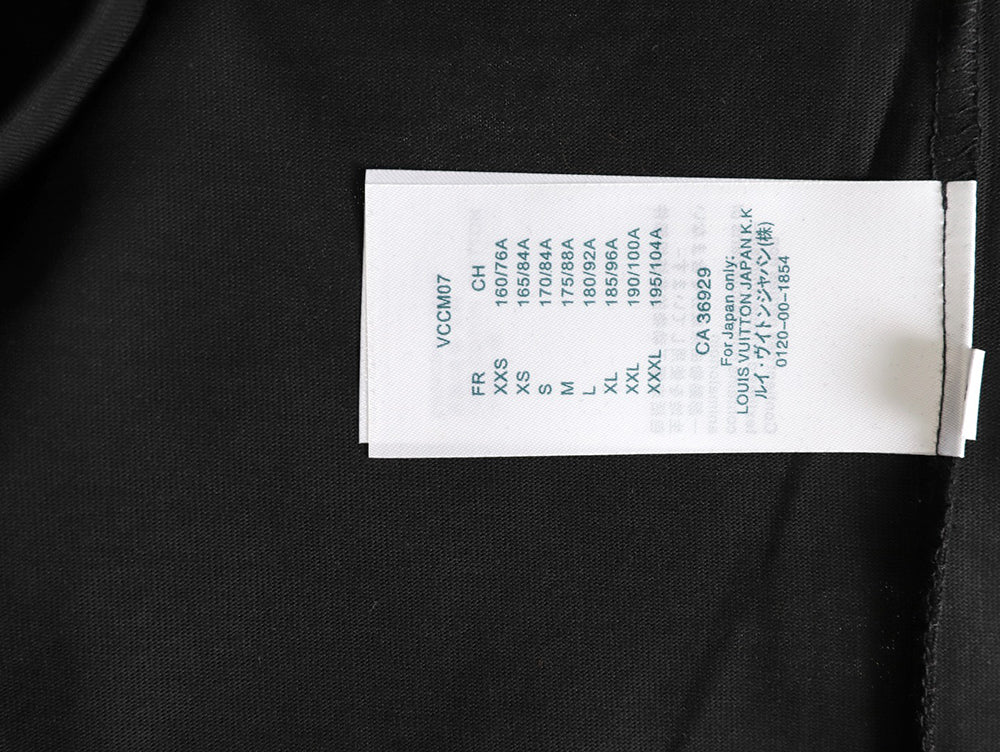 VCCM07
FR CH
XXS 160/76A
XS 165/84A
S 170/84A
M 175/88A
L 180/92A
XL 185/96A
XXL 190/100A
XXXL 195/104A
CA 36929
For Japan only:
LOUIS VUITTON JAPAN K.K
ルイ・ヴィトンジャパン(株)
0120-00-1854